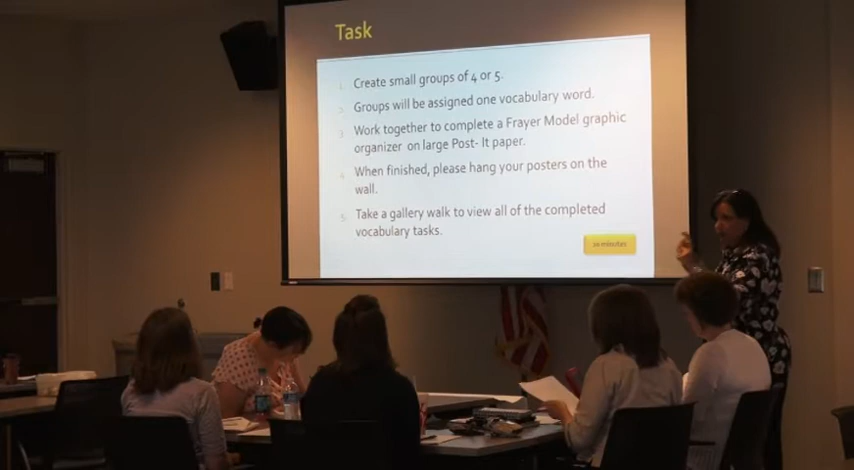 Task
1. Create small groups of 4 or 5.
2. Groups will be assigned one vocabulary word.
3. Work together to complete a Frayer Model graphic
organizer on large Post- It paper.
4. When finished, please hang your posters on the
wall.
5. Take a gallery walk to view all of the completed
vocabulary tasks.
minutes